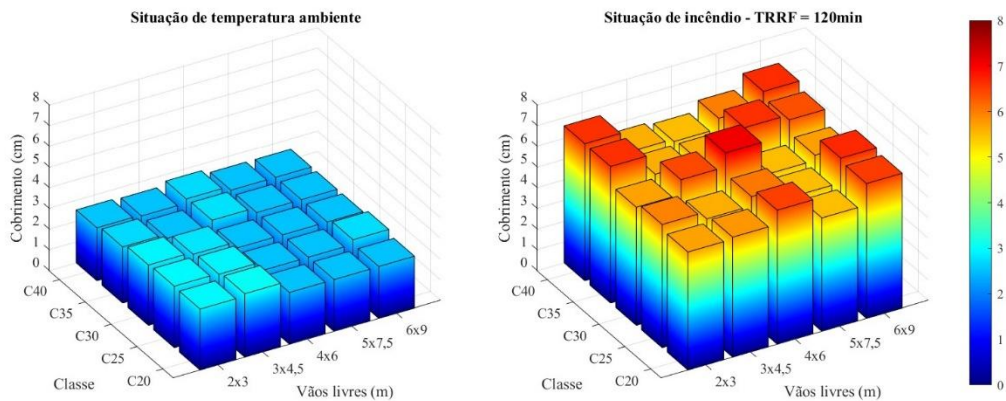 Situação de temperatura ambiente
8
7
6
5
4
3
2
1
0
Cobrimento (cm)
C40
C35
C30
C25
C20
Classe
2x3
3x4,5
4x6
5x7,5
6x9
Vãos livres (m)
Situação de incêndio - TRRF = 120min
8
7
6
5
4
3
2
1
0
Cobrimento (cm)
C40
C35
C30
C25
C20
Classe
2x3
3x4,5
4x6
5x7,5
6x9
Vãos livres (m)
8
7
6
5
4
3
2
1
0